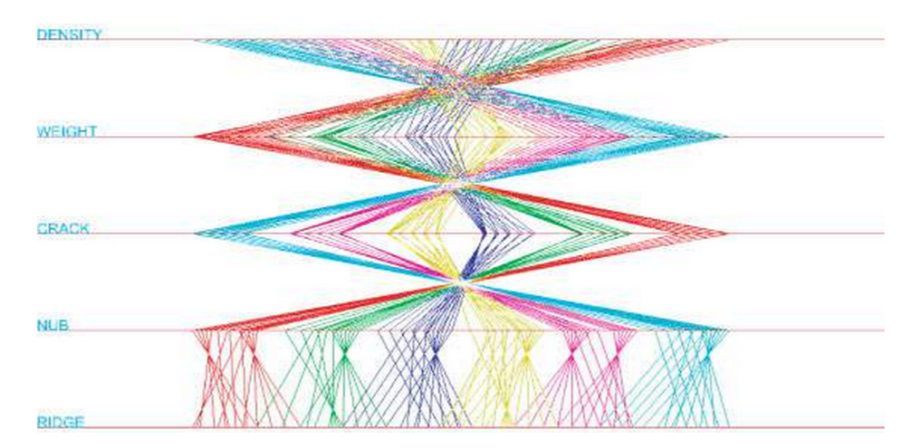 DENSITY
WEIGHT
CRACK
NUB
RIDGE